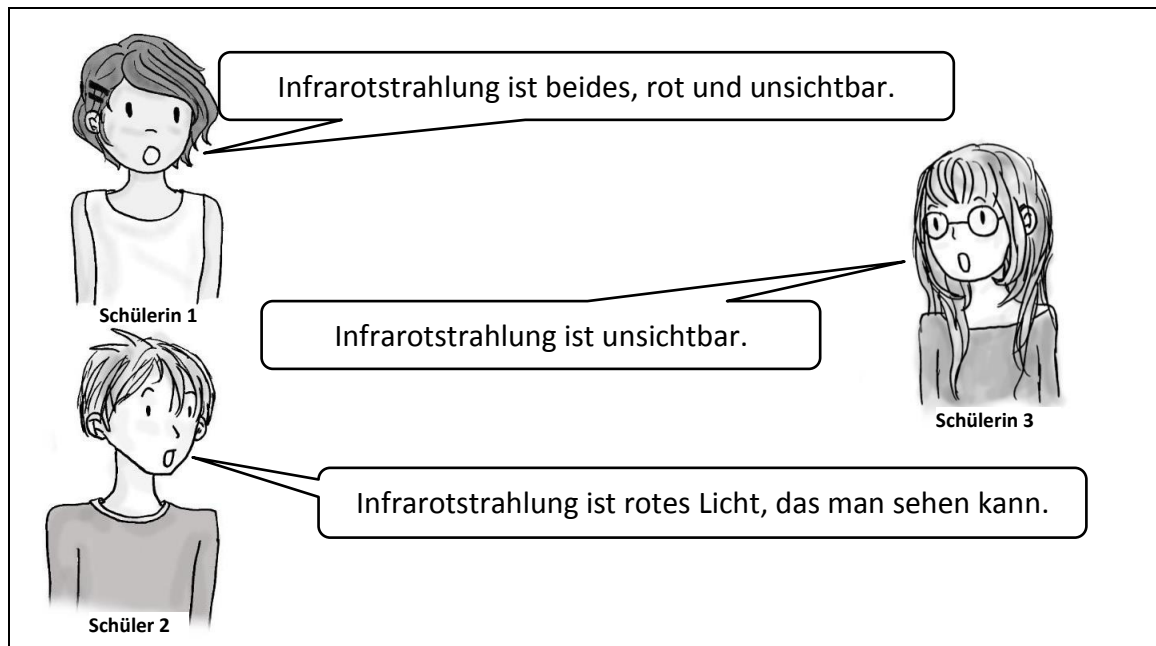 Infrarotstrahlung ist beides, rot und unsichtbar.
Schülerin 1
Infrarotstrahlung ist unsichtbar.
Schülerin 3
Infrarotstrahlung ist rotes Licht, das man sehen kann.
Schüler 2